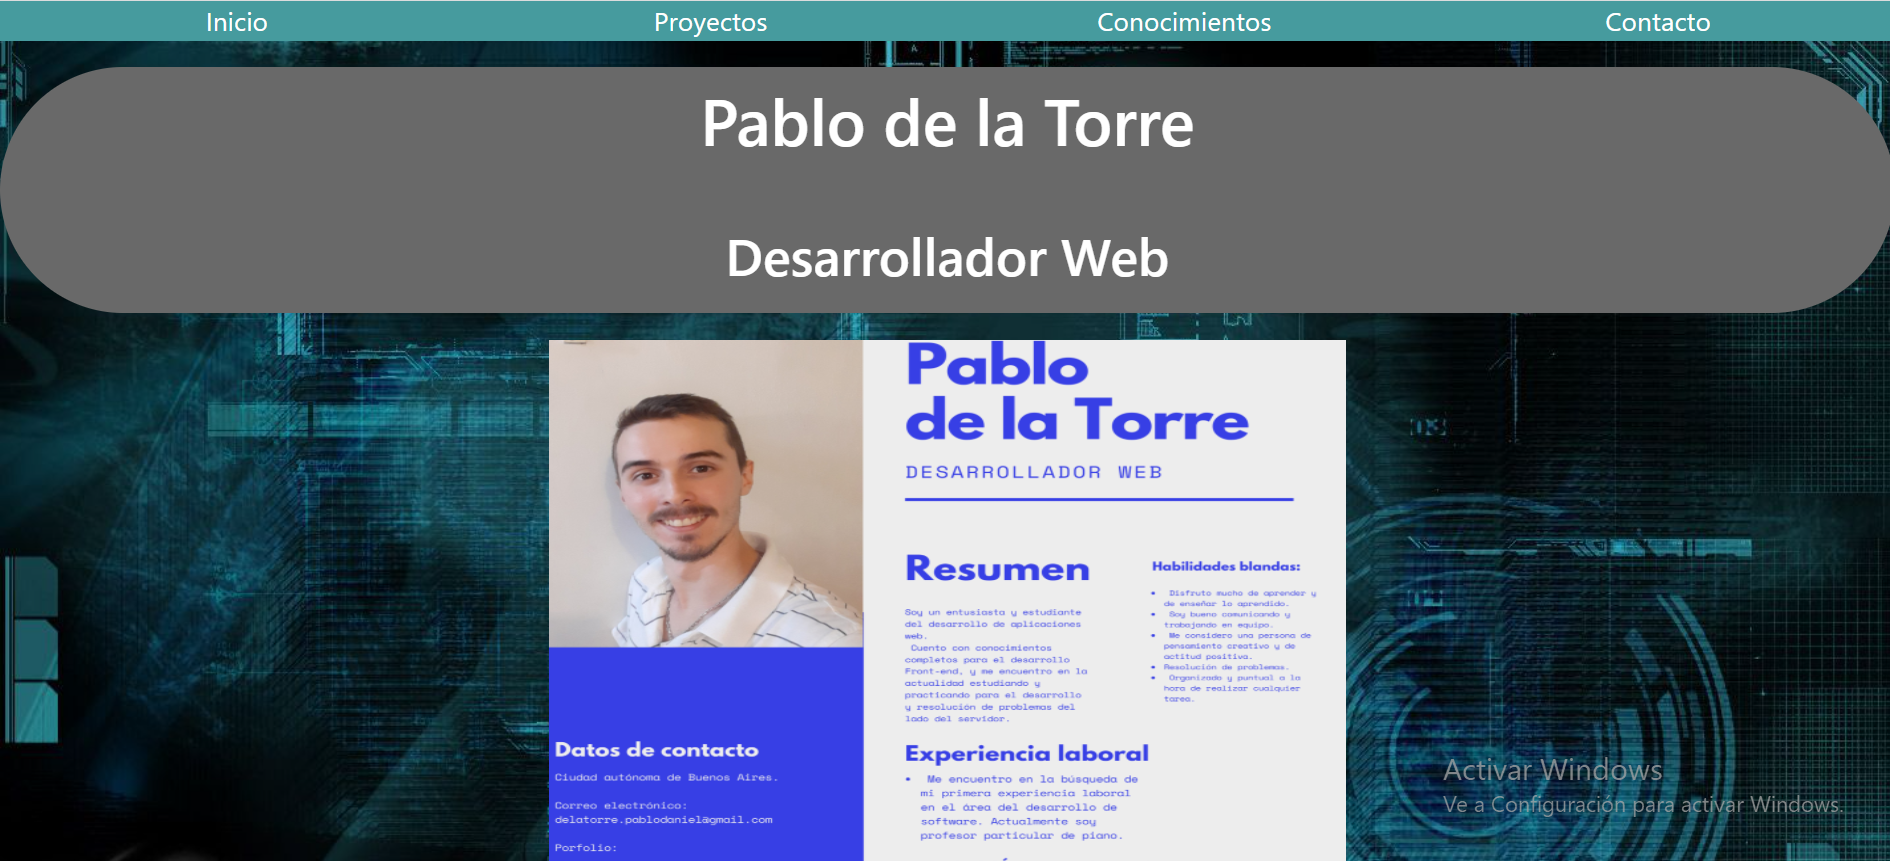 Inicio Proyectos Conocimientos Contacto
Pablo de la Torre
Desarrollador Web
Pablo
de la Torre
DESARROLLADOR WEB
Resumen
Soy un entusiasta y estudiante
del desarrollo de aplicaciones
web.
Cuento con conocimientos
completos para el desarrollo
Front-end, y me encuentro en la
actualidad estudiando y
practicando para el desarrollo
y resolución de problemas del
lado del servidor.
Habilidades blandas:
• Disfruto mucho de aprender y
de enseñar lo aprendido.
• Soy bueno comunicando y
trabajando en equipo.
• Me considero una persona de
pensamiento creativo y de
actitud positiva.
• Resolución de problemas.
• Organizado y puntual a la
hora de realizar cualquier
tarea.
Datos de contacto
Ciudad autónoma de Buenos Aires.
Correo electrónico:
delatorre.pablodaniel@gmail.com
Porfolio:
Experiencia laboral
• Me encuentro en la búsqueda de
mi primera experiencia laboral
en el área del desarrollo de
software. Actualmente soy
profesor particular de piano.
03
Activar Windows
Ve a Configuración para activar Windows.